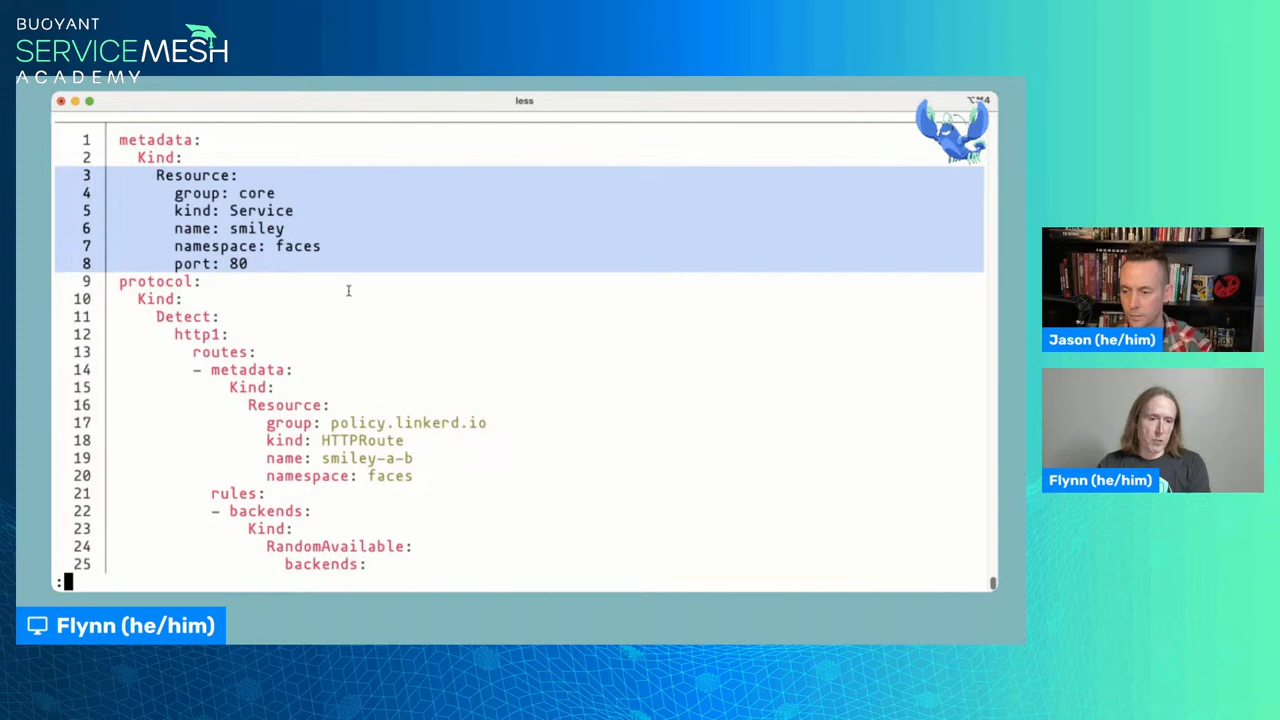 BUOYANT
SERVICEMESH
ACADEMY
less
⌥⌘4
1 metadata:
2 Kind:
3 Resource:
4 group: core
5 kind: Service
6 name: smiley
7 namespace: faces
8 port: 80
9 protocol:
10 Kind:
11 Detect:
12 http1:
13 routes:
14 - metadata:
15 Kind:
16 Resource:
17 group: policy.linkerd.io
18 kind: HTTPRoute
19 name: smiley-a-b
20 namespace: faces
21 rules:
22 - backends:
23 Kind:
24 RandomAvailable:
25 backends:
:
Jason (he/him)
Flynn (he/him)
Flynn (he/him)